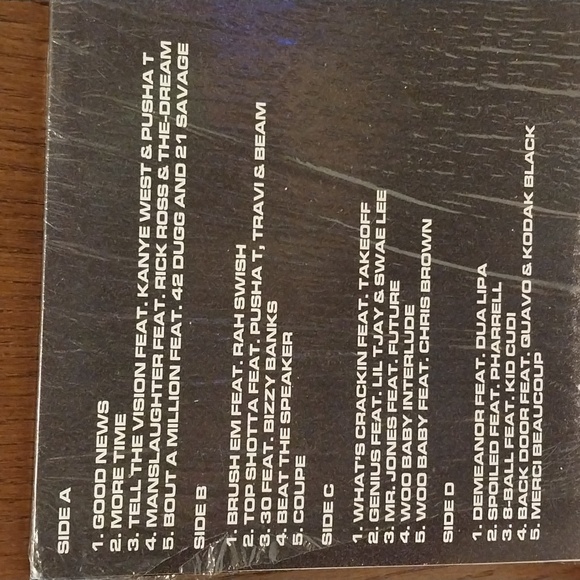 SIDE A
1. GOOD NEWS
2. MORE TIME
3. TELL THE VISION FEAT. KANYE WEST & PUSHA T
4. MANSLAUGHTER FEAT. RICK ROSS & THE-DREAM
5. BOUT A MILLION FEAT. 42 DUGG AND 21 SAVAGE
SIDE B
1. BRUSH EM FEAT. RAH SWISH
2. TOP SHOTTA FEAT. PUSHA T, TRAVI & BEAM
3. 30 FEAT. BIZZY BANKS
4. BEAT THE SPEAKER
5. COUPE
SIDE C
1. WHAT'S CRACKIN FEAT. TAKEOFF
2. GENIUS FEAT. LIL TJAY & SWAE LEE
3. MR. JONES FEAT. FUTURE
4. WOO BABY INTERLUDE
5. WOO BABY FEAT. CHRIS BROWN
SIDE D
1. DEMEANOR FEAT. DUA LIPA
2. SPOILED FEAT. PHARRELL
3. 8-BALL FEAT. KID CUDI
4. BACK DOOR FEAT. QUAVO & KODAK BLACK
5. MERCI BEAUCOUP